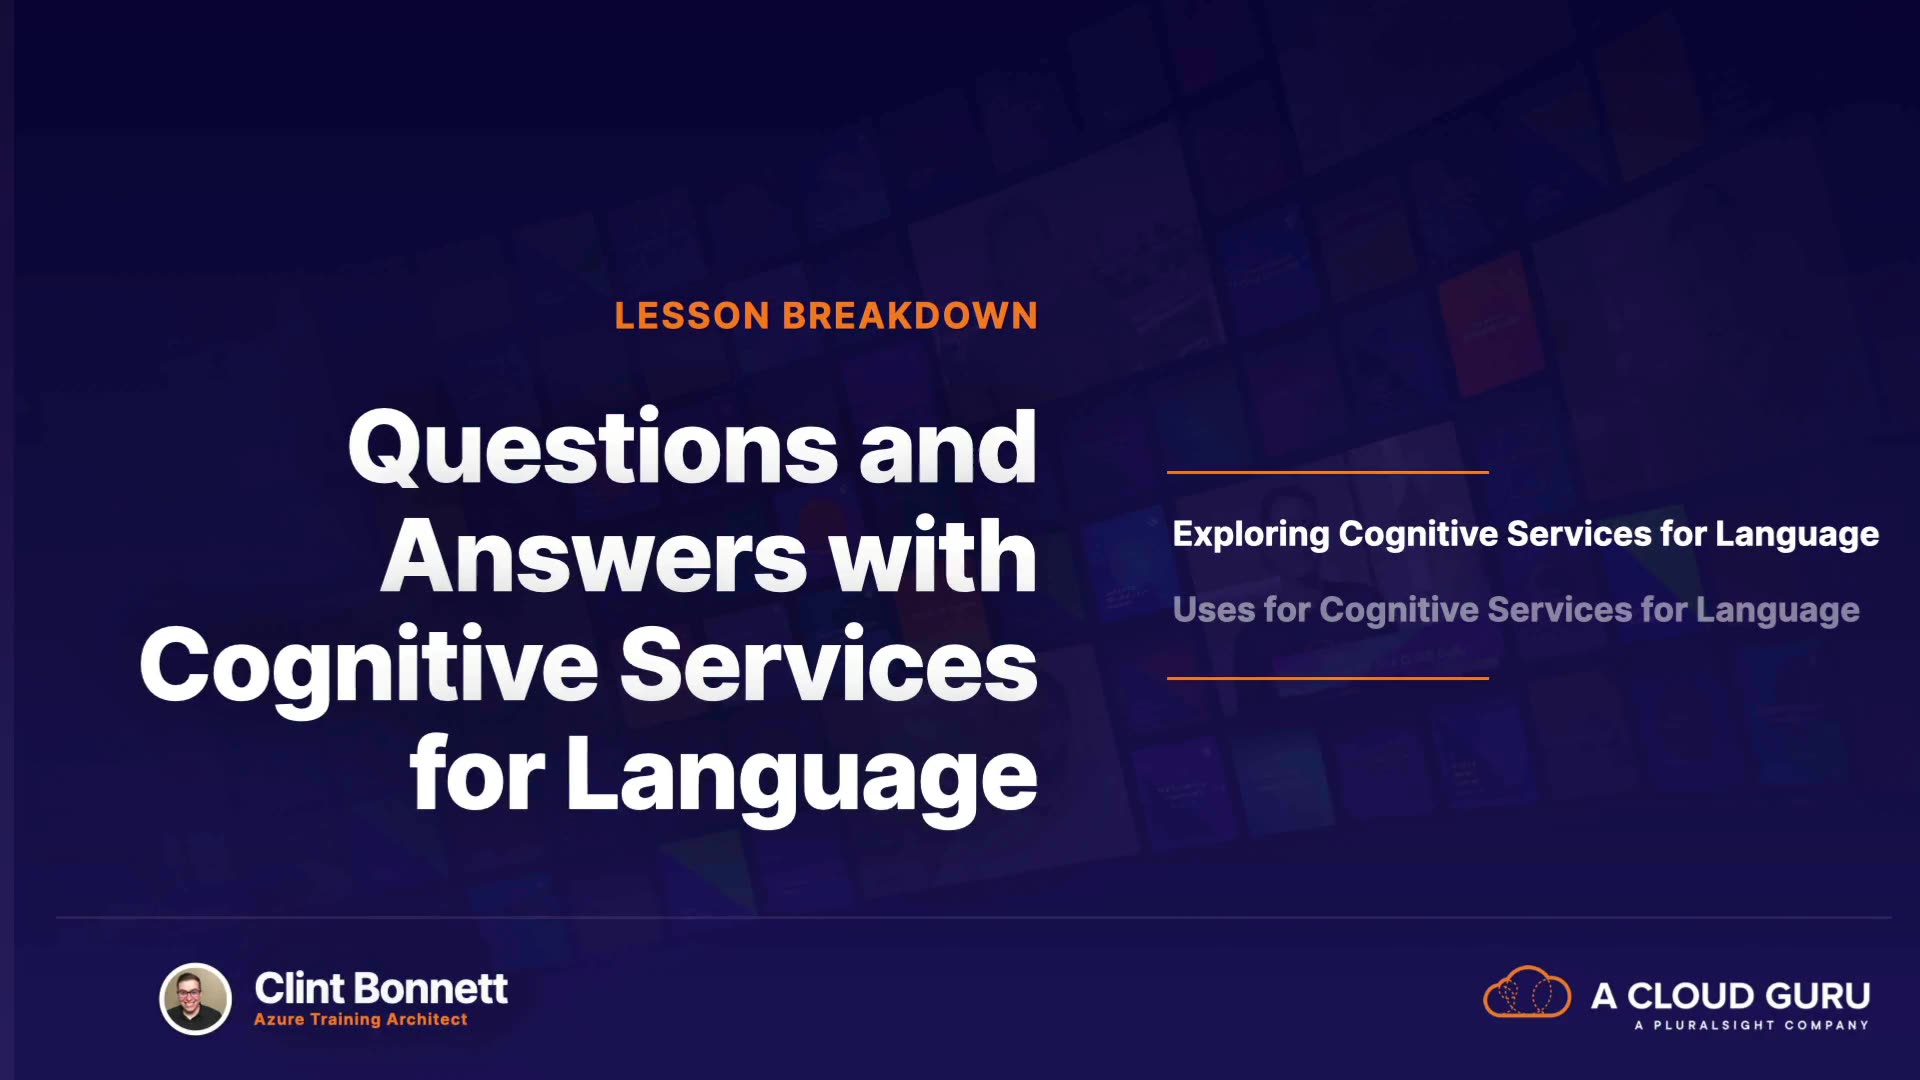 LESSON BREAKDOWN
Questions and
Answers with
Cognitive Services
for Language
Exploring Cognitive Services for Language
Uses for Cognitive Services for Language
Clint Bonnett
Azure Training Architect
A CLOUD GURU
A PLURALSIGHT COMPANY